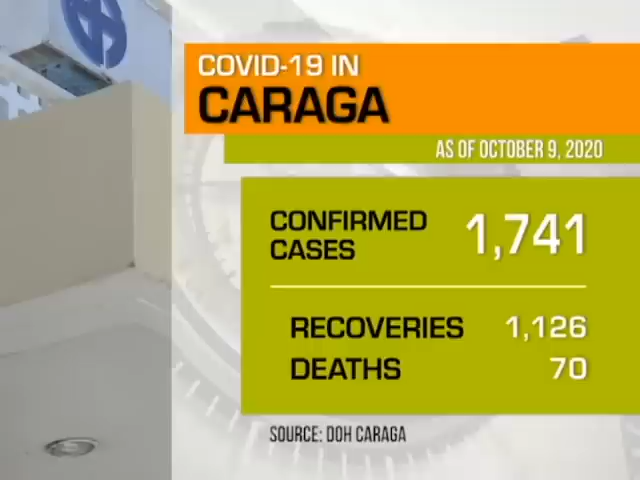 COVID-19 IN
CARAGA
AS OF OCTOBER 9, 2020
CONFIRMED
CASES
1,741
RECOVERIES 1,126
DEATHS 70
SOURCE: DOH CARAGA